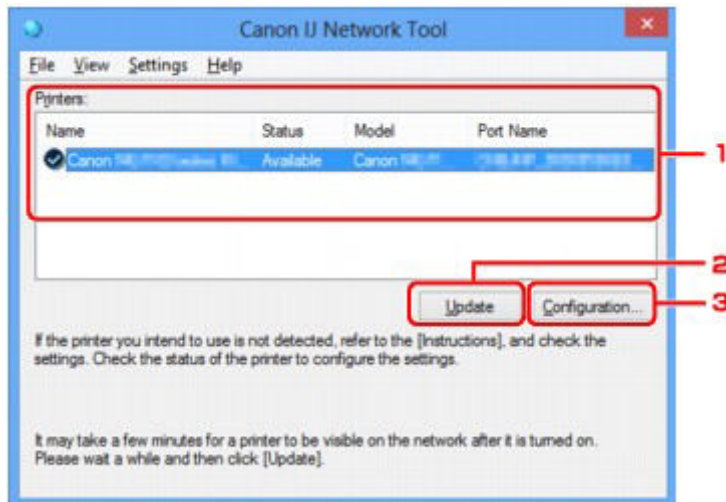 Canon IJ Network Tool
File View Settings Help
Printers:
Name Status Model Port Name
Canon Available Canon
1
2
Update Configuration...
3
If the printer you intend to use is not detected, refer to the [Instructions], and check the
settings. Check the status of the printer to configure the settings.
It may take a few minutes for a printer to be visible on the network after it is turned on.
Please wait a while and then click [Update].